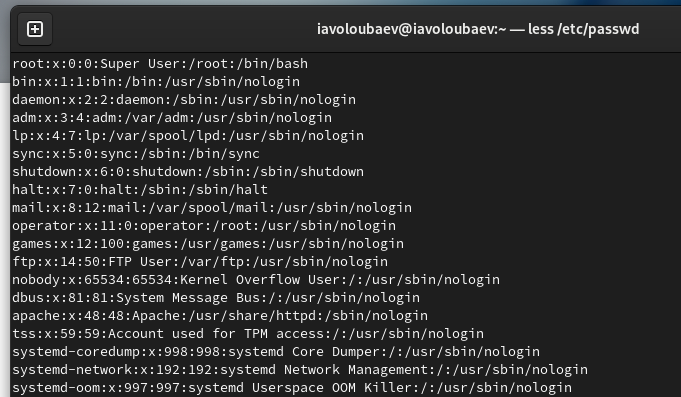 iavoloubaev@iavoloubaev:~ — less /etc/passwd
root:x:0:0:Super User:/root:/bin/bash
bin:x:1:1:bin:/bin:/usr/sbin/nologin
daemon:x:2:2:daemon:/sbin:/usr/sbin/nologin
adm:x:3:4:adm:/var/adm:/usr/sbin/nologin
lp:x:4:7:lp:/var/spool/lpd:/usr/sbin/nologin
sync:x:5:0:sync:/sbin:/bin/sync
shutdown:x:6:0:shutdown:/sbin:/sbin/shutdown
halt:x:7:0:halt:/sbin:/sbin/halt
mail:x:8:12:mail:/var/spool/mail:/usr/sbin/nologin
operator:x:11:0:operator:/root:/usr/sbin/nologin
games:x:12:100:games:/usr/games:/usr/sbin/nologin
ftp:x:14:50:FTP User:/var/ftp:/usr/sbin/nologin
nobody:x:65534:65534:Kernel Overflow User:/:/usr/sbin/nologin
dbus:x:81:81:System Message Bus:/:/usr/sbin/nologin
apache:x:48:48:Apache:/usr/share/httpd:/sbin/nologin
tss:x:59:59:Account used for TPM access:/:/usr/sbin/nologin
systemd-coredump:x:998:998:systemd Core Dumper:/:/usr/sbin/nologin
systemd-network:x:192:192:systemd Network Management:/:/usr/sbin/nologin
systemd-oom:x:997:997:systemd Userspace OOM Killer:/:/usr/sbin/nologin